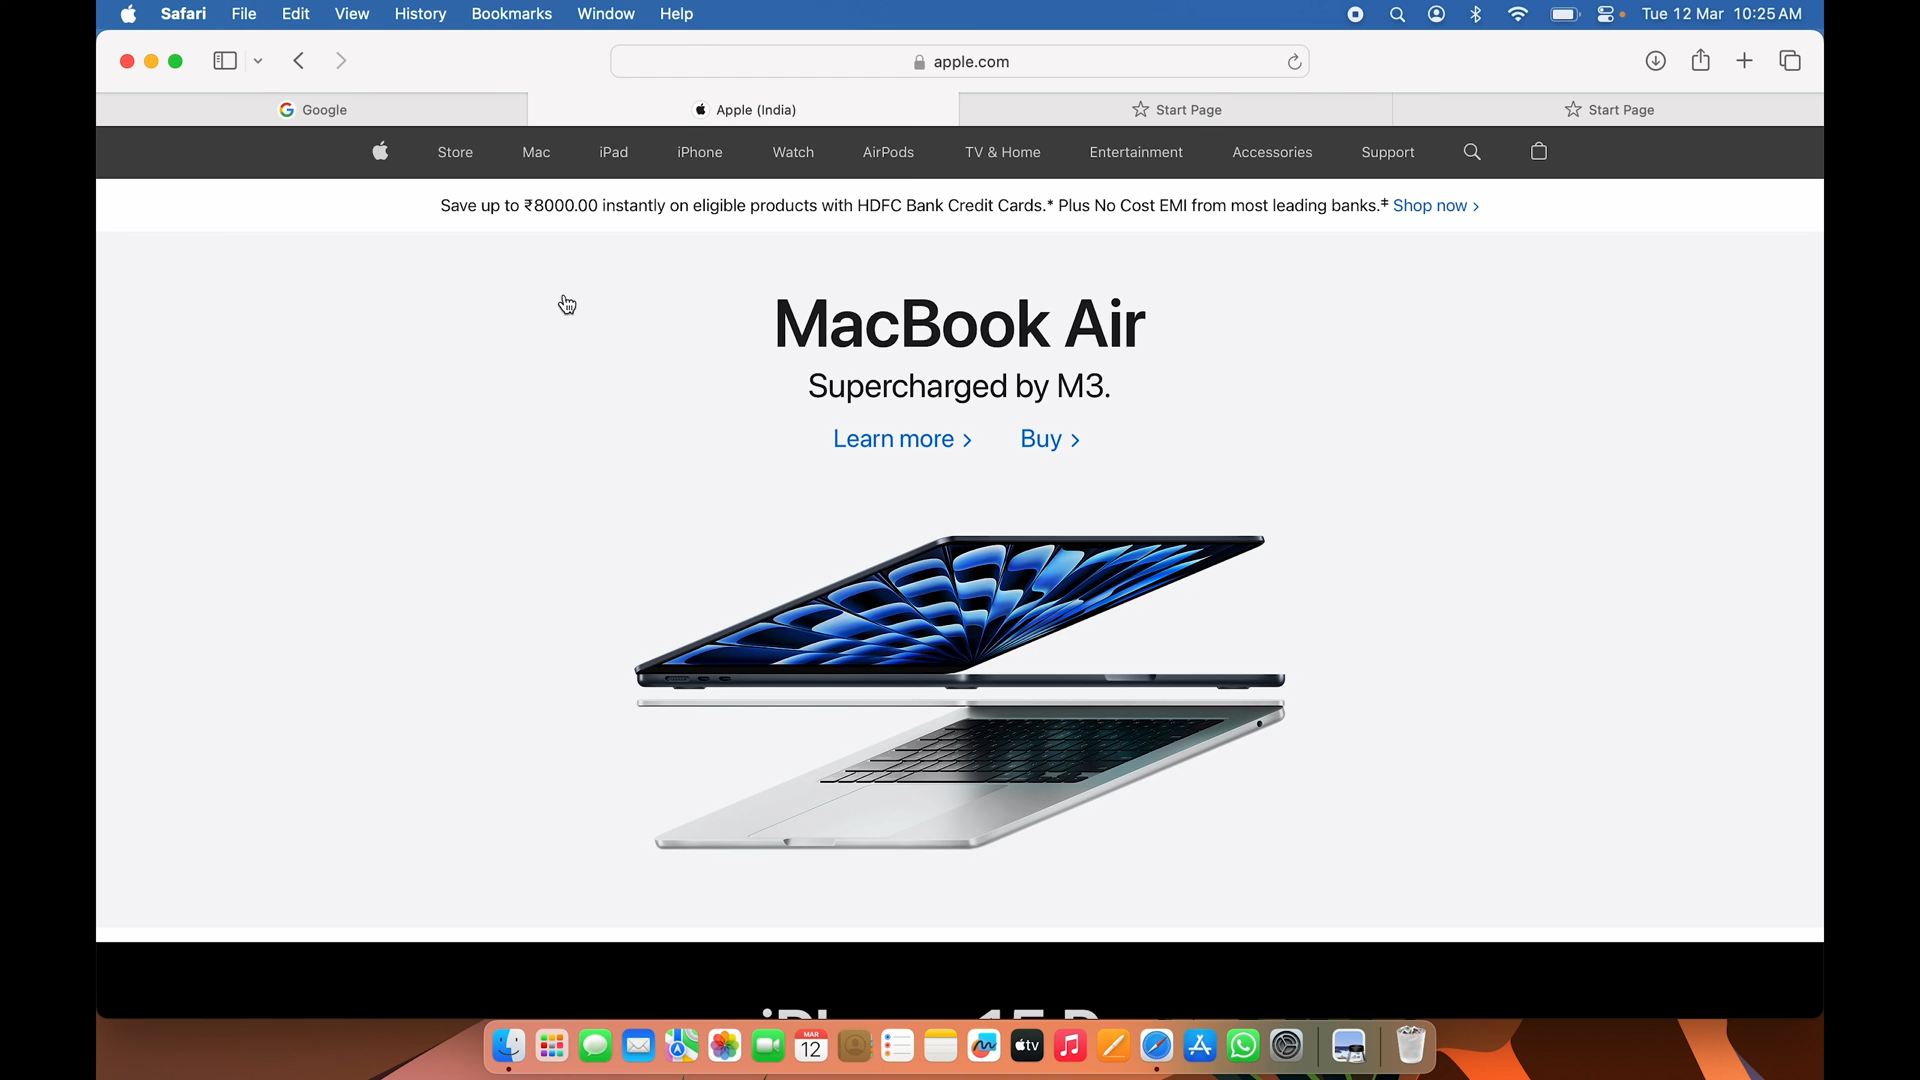 Safari File Edit View History Bookmarks Window Help Tue 12 Mar 10:25 AM
apple.com
Google Apple (India) Start Page Start Page
Store Mac iPad iPhone Watch AirPods TV & Home Entertainment Accessories Support
Save up to ₹8000.00 instantly on eligible products with HDFC Bank Credit Cards.* Plus No Cost EMI from most leading banks.‡ Shop now >
MacBook Air
Supercharged by M3.
Learn more > Buy >
MAR
12
tv